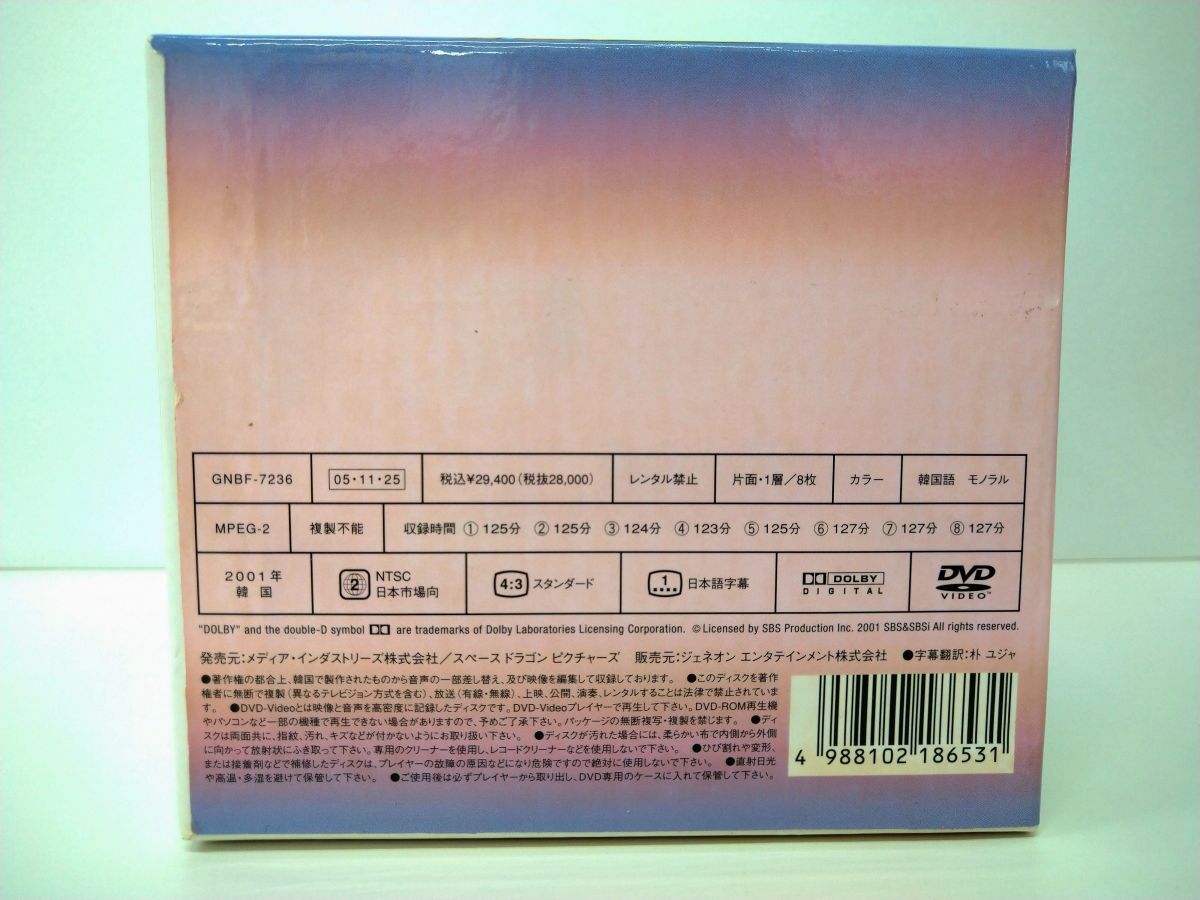 GNBF-7236 05・11・25 税込¥29,400(税抜28,000) レンタル禁止 片面・1層/8枚 カラー 韓国語 モノラル
MPEG-2 複製不能 収録時間 ①125分 ②125分 ③124分 ④123分 ⑤125分 ⑥127分 ⑦127分 ⑧127分
2001年
韓国
2 NTSC
日本市場向
4:3 スタンダード
1 日本語字幕
DOLBY
DIGITAL
DVD
VIDEO™
"DOLBY" and the double-D symbol are trademarks of Dolby Laboratories Licensing Corporation. ©Licensed by SBS Production Inc. 2001 SBS&SBSi All rights reserved.
発売元:メディア・インダストリーズ株式会社/スペースドラゴン ピクチャーズ 販売元:ジェネオン エンタテインメント株式会社 ●字幕翻訳:朴 ユジャ
●著作権の都合上、韓国で製作されたものから音声の一部差し替え、及び映像を編集して収録しております。 ●このディスクを著作
権者に無断で複製(異なるテレビジョン方式を含む)、放送(有線・無線)、上映、公開、演奏、レンタルすることは法律で禁止されていま
す。 ●DVD-Videoとは映像と音声を高密度に記録したディスクです。DVD-Videoプレイヤーで再生して下さい。DVD-ROM再生機
やパソコンなど一部の機種で再生できない場合がありますので、予めご了承下さい。パッケージの無断複写・複製を禁じます。 ●ディ
スクは両面共に、指紋、汚れ、キズなどが付かないようにお取り扱い下さい。 ●ディスクが汚れた場合には、柔らかい布で内側から外側
に向かって放射状にふき取って下さい。専用のクリーナーを使用し、レコードクリーナーなどを使用しないで下さい。 ●ひび割れや変形、
または接着剤などで補修したディスクは、プレイヤーの故障の原因などになり危険ですので絶対に使用しないで下さい。 ●直射日光
や高温・多湿を避けて保管して下さい。 ●ご使用後は必ずプレイヤーから取り出し、DVD専用のケースに入れて保管して下さい。
4 988102 186531